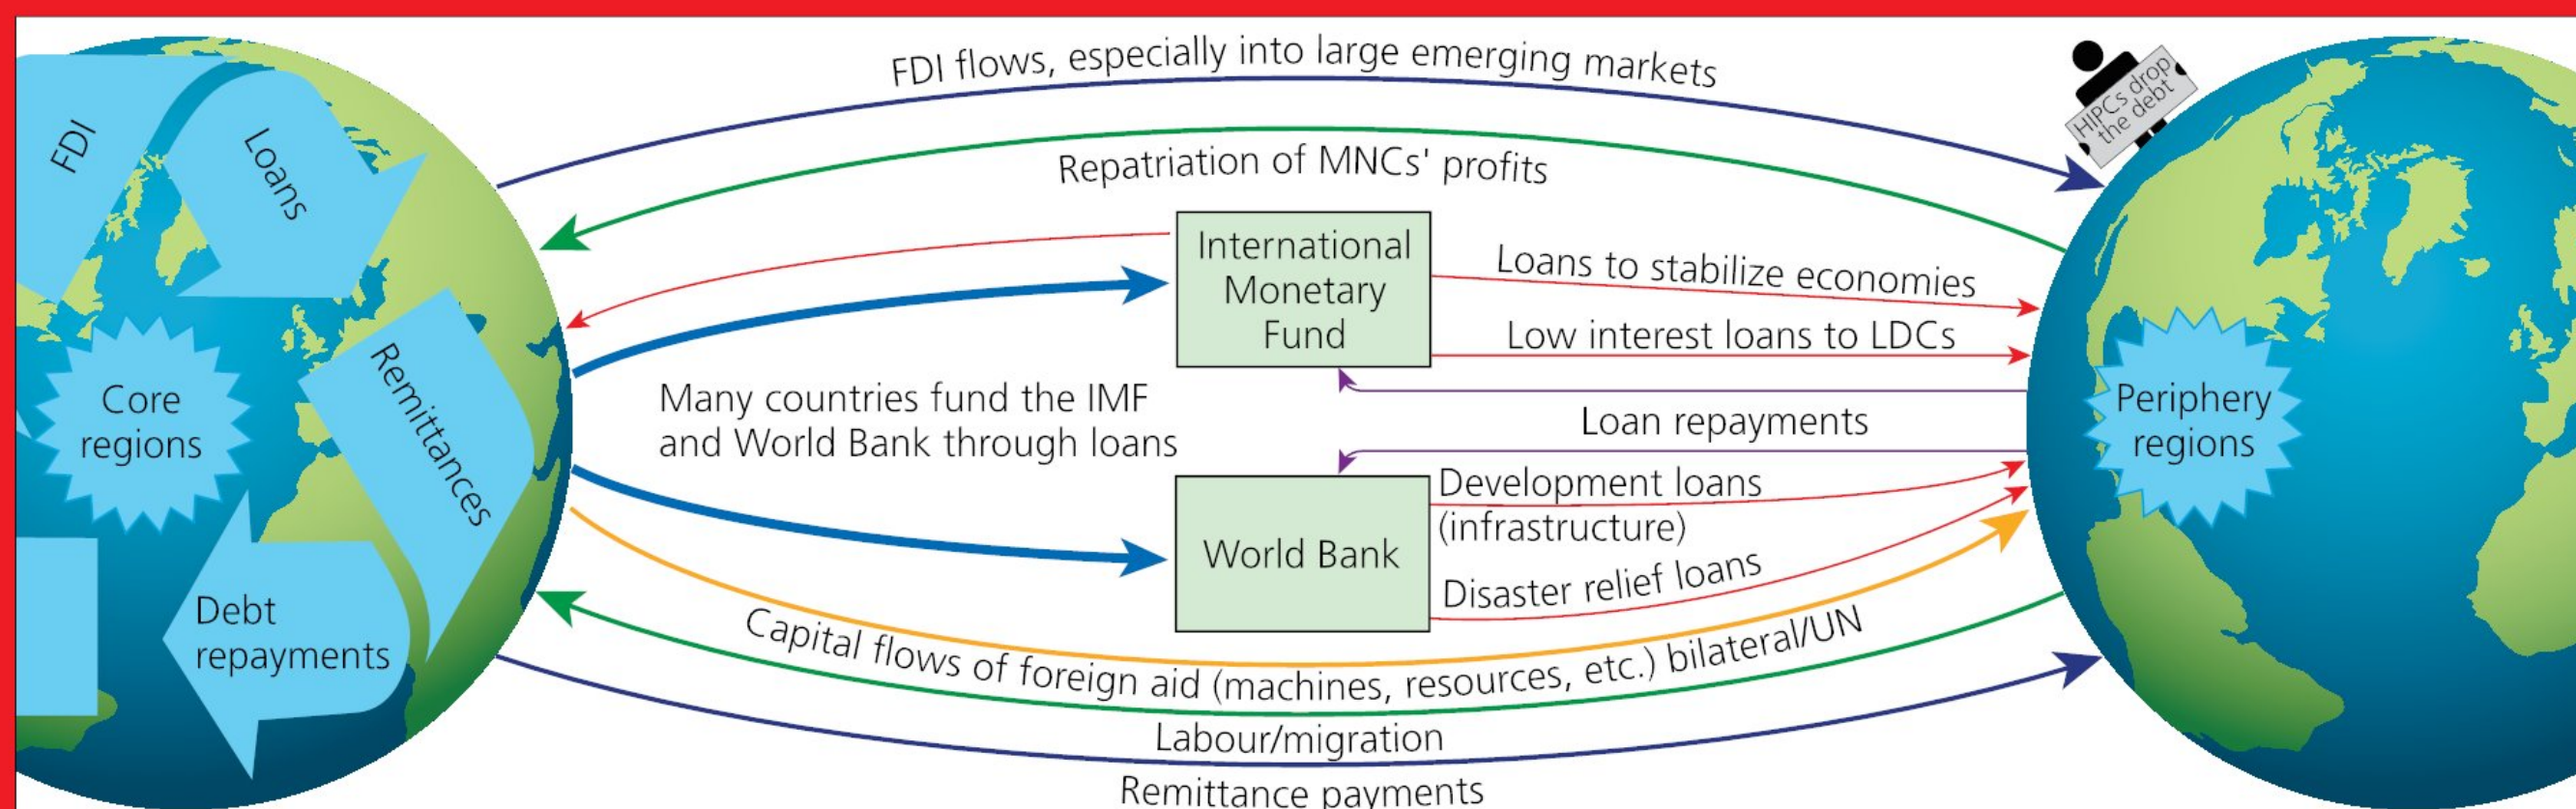 FDI flows, especially into large emerging markets
HIPCs drop
the debt
FDI
Loans
Repatriation of MNCs' profits
International
Monetary
Fund
Loans to stabilize economies
Low interest loans to LDCs
Core
regions
Remittances
Many countries fund the IMF
and World Bank through loans
Loan repayments
Periphery
regions
World Bank
Development loans
(infrastructure)
Disaster relief loans
Debt
repayments
Capital flows of foreign aid (machines, resources, etc.) bilateral/UN
Labour/migration
Remittance payments